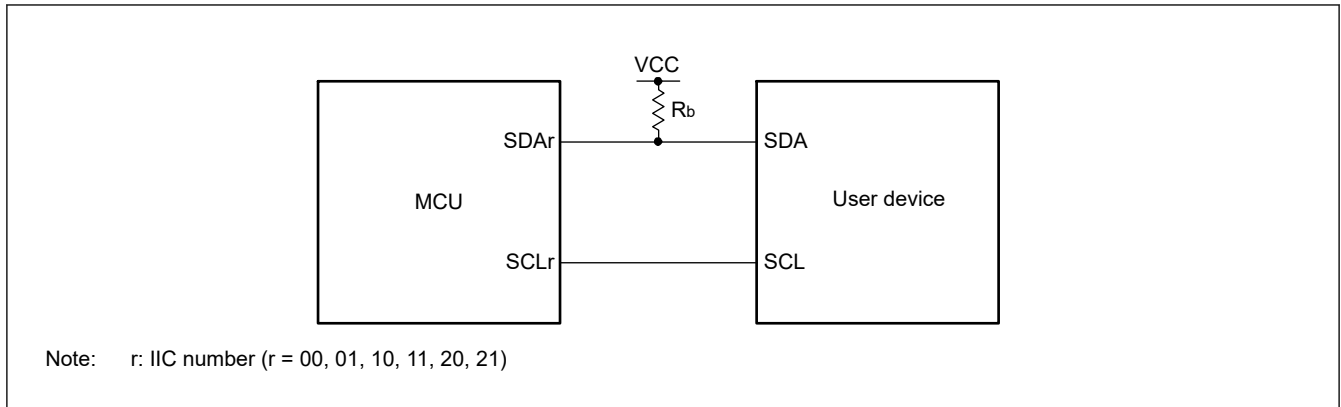 VCC
Rb
SDAr SDA
MCU User device
SCLr SCL
Note: r: IIC number (r = 00, 01, 10, 11, 20, 21)